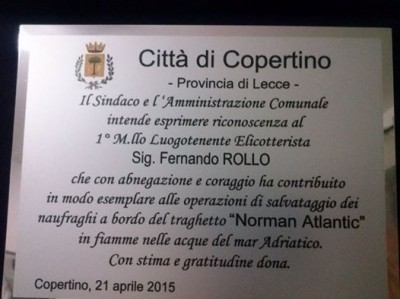 Città di Copertino
- Provincia di Lecce -
Il Sindaco e l 'Amministrazione Comunale
intende esprimere riconoscenza al
1° M.llo Luogotenente Elicotterista
Sig. Fernando ROLLO
che con abnegazione e coraggio ha contribuito
in modo esemplare alle operazioni di salvataggio dei
naufraghi a bordo del traghetto "Norman Atlantic"
in fiamme nelle acque del mar Adriatico.
Con stima e gratitudine dona.
Copertino, 21 aprile 2015